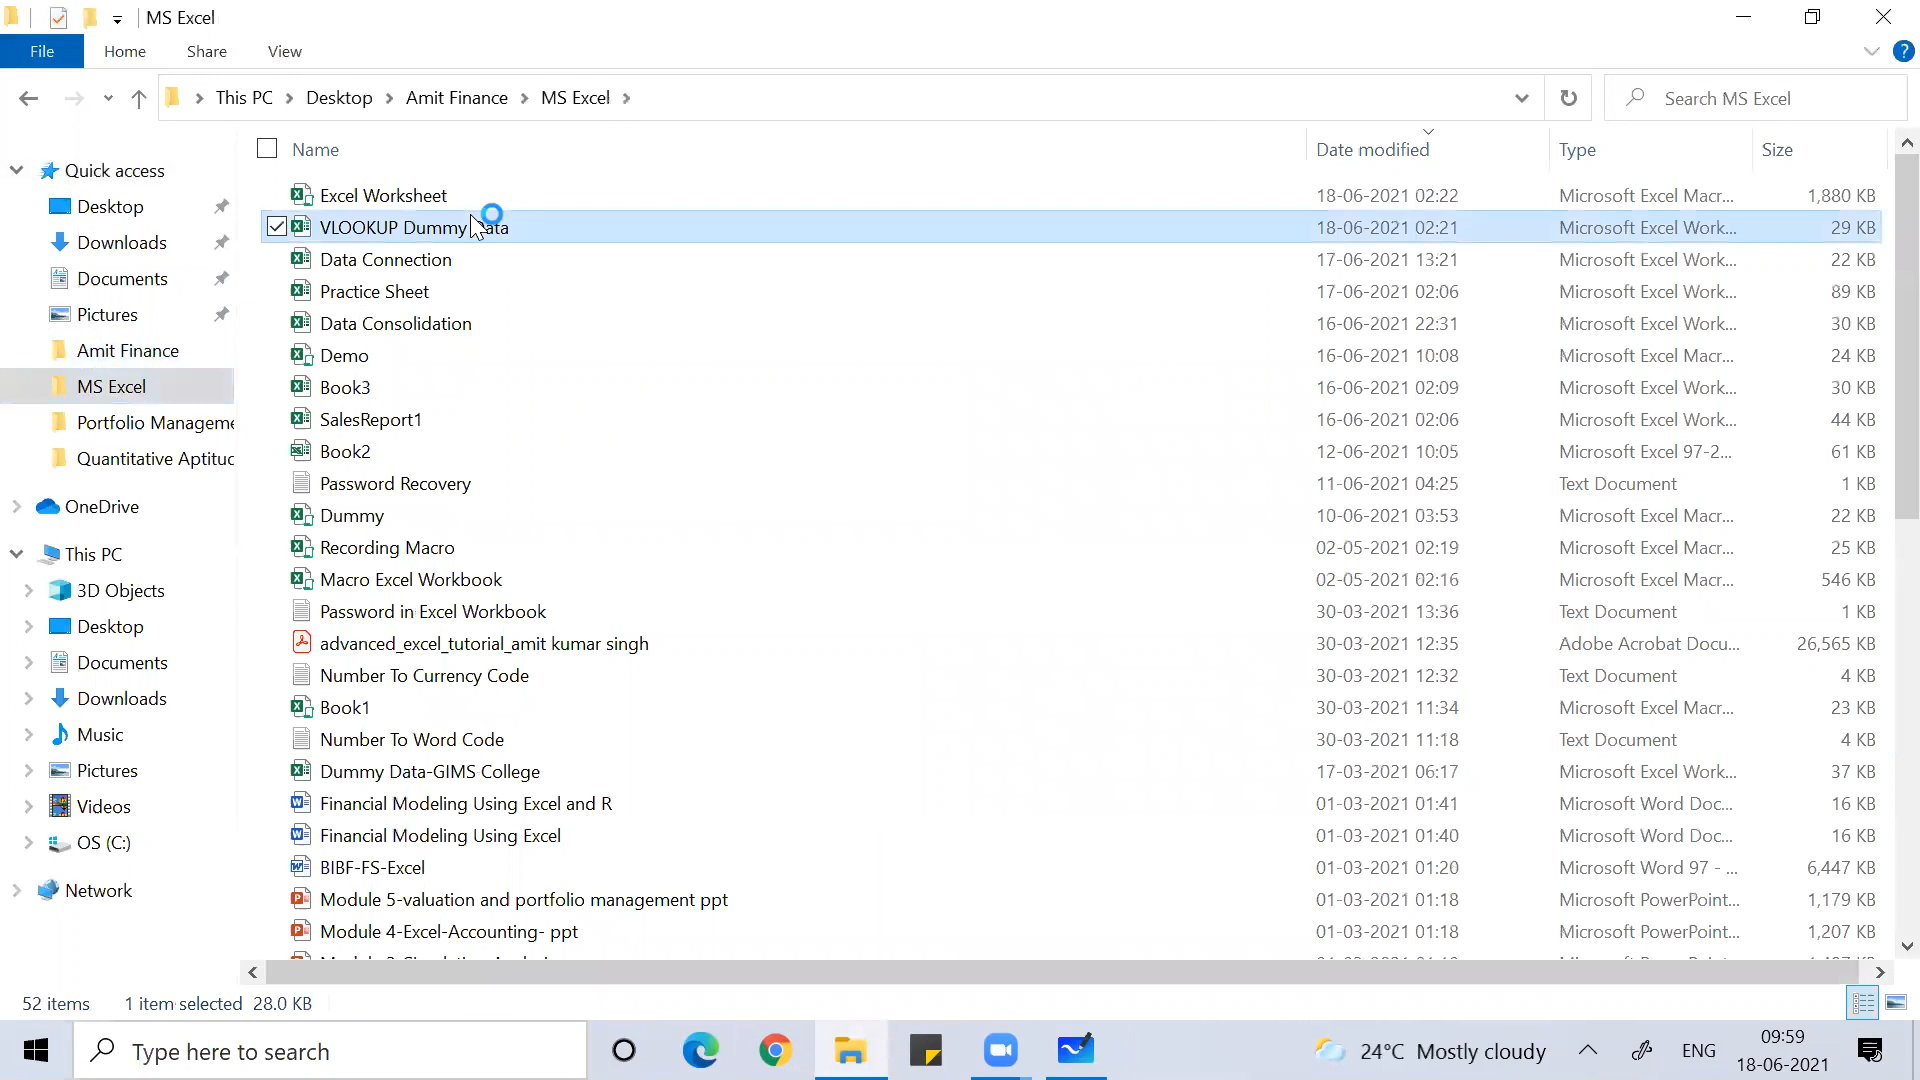 MS Excel
File Home Share View
This PC Desktop Amit Finance MS Excel Search MS Excel
Name Date modified Type Size
Quick access
Desktop
Downloads
Documents
Pictures
Amit Finance
MS Excel
Portfolio Manageme
Quantitative Aptituc
OneDrive
This PC
3D Objects
Desktop
Documents
Downloads
Music
Pictures
Videos
OS (C:)
Network
Excel Worksheet 18-06-2021 02:22 Microsoft Excel Macr... 1,880 KB
VLOOKUP Dummy ata 18-06-2021 02:21 Microsoft Excel Work... 29 KB
Data Connection 17-06-2021 13:21 Microsoft Excel Work... 22 KB
Practice Sheet 17-06-2021 02:06 Microsoft Excel Work... 89 KB
Data Consolidation 16-06-2021 22:31 Microsoft Excel Work... 30 KB
Demo 16-06-2021 10:08 Microsoft Excel Macr... 24 KB
Book3 16-06-2021 02:09 Microsoft Excel Work... 30 KB
SalesReport1 16-06-2021 02:06 Microsoft Excel Work... 44 KB
Book2 12-06-2021 10:05 Microsoft Excel 97-2... 61 KB
Password Recovery 11-06-2021 04:25 Text Document 1 KB
Dummy 10-06-2021 03:53 Microsoft Excel Macr... 22 KB
Recording Macro 02-05-2021 02:19 Microsoft Excel Macr... 25 KB
Macro Excel Workbook 02-05-2021 02:16 Microsoft Excel Macr... 546 KB
Password in Excel Workbook 30-03-2021 13:36 Text Document 1 KB
advanced_excel_tutorial_amit kumar singh 30-03-2021 12:35 Adobe Acrobat Docu... 26,565 KB
Number To Currency Code 30-03-2021 12:32 Text Document 4 KB
Book1 30-03-2021 11:34 Microsoft Excel Macr... 23 KB
Number To Word Code 30-03-2021 11:18 Text Document 4 KB
Dummy Data-GIMS College 17-03-2021 06:17 Microsoft Excel Work... 37 KB
Financial Modeling Using Excel and R 01-03-2021 01:41 Microsoft Word Doc... 16 KB
Financial Modeling Using Excel 01-03-2021 01:40 Microsoft Word Doc... 16 KB
BIBF-FS-Excel 01-03-2021 01:20 Microsoft Word 97 - ... 6,447 KB
Module 5-valuation and portfolio management ppt 01-03-2021 01:18 Microsoft PowerPoint... 1,179 KB
Module 4-Excel-Accounting- ppt 01-03-2021 01:18 Microsoft PowerPoint... 1,207 KB
52 items 1 item selected 28.0 KB
Type here to search 24°C Mostly cloudy ENG 09:59
18-06-2021